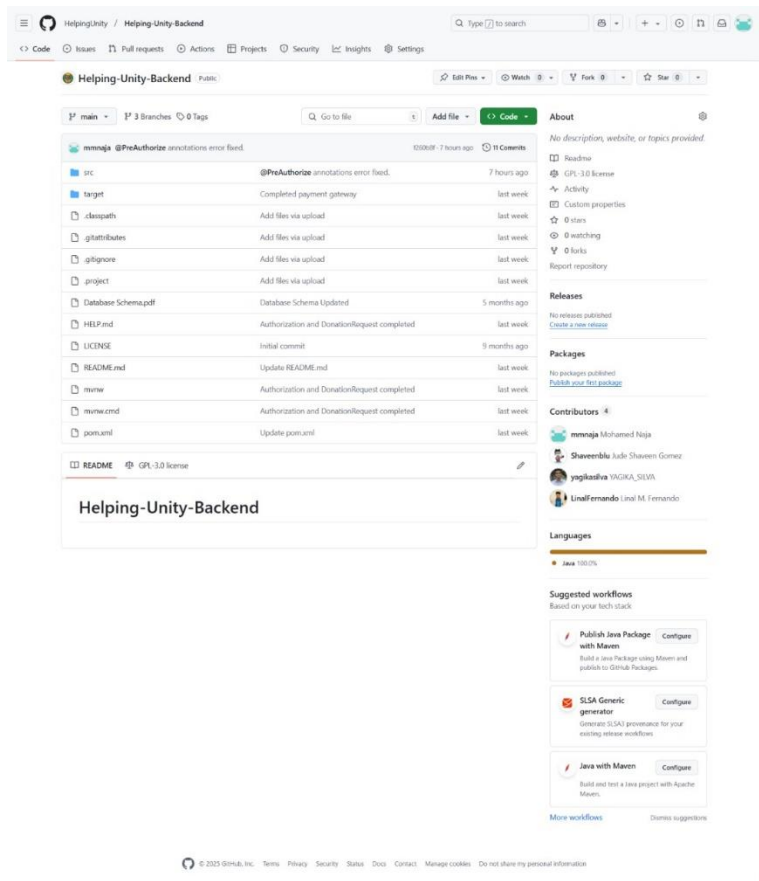 HelpingUnity / Helping-Unity-Backend
Type / to search
Code Issues Pull requests Actions Projects Security Insights Settings
Helping-Unity-Backend Public
Edit Pins Watch 0 Fork 0 Star 0
main 3 Branches 0 Tags
Go to file t
Add file Code
mmnaja @PreAuthorize annotations error fixed. 7 hours ago 11 Commits
src @PreAuthorize annotations error fixed. 7 hours ago
target Completed payment gateway last week
.classpath Add files via upload last week
.gitattributes Add files via upload last week
.gitignore Add files via upload last week
.project Add files via upload last week
Database Schema.pdf Database Schema Updated 5 months ago
HELP.md Authorization and DonationRequest completed last week
LICENSE Initial commit 9 months ago
README.md Update README.md last week
mvnw Authorization and DonationRequest completed last week
mvnw.cmd Authorization and DonationRequest completed last week
pom.xml Update pom.xml last week
README GPL-3.0 license
Helping-Unity-Backend
About
No description, website, or topics provided.
Readme
GPL-3.0 license
Activity
Custom properties
0 stars
0 watching
0 forks
Report repository
Releases
No releases published
Create a new release
Packages
No packages published
Publish your first package
Contributors 4
mmnaja Mohamed Naja
Shaveenblu Jude Shaveen Gomez
yagikasilva YAGIKA_SILVA
LinalFernando Linal M. Fernando
Languages
Java 100.0%
Suggested workflows
Based on your tech stack
Publish Java Package with Maven Configure
Build a Java Package using Maven and
publish to GitHub Packages.
SLSA Generic generator Configure
Generate SLSA3 provenance for your
existing release workflows
Java with Maven Configure
Build and test a Java project with Apache
Maven.
More workflows Dismiss suggestions
© 2025 GitHub, Inc. Terms Privacy Security Status Docs Contact Manage cookies Do not share my personal information